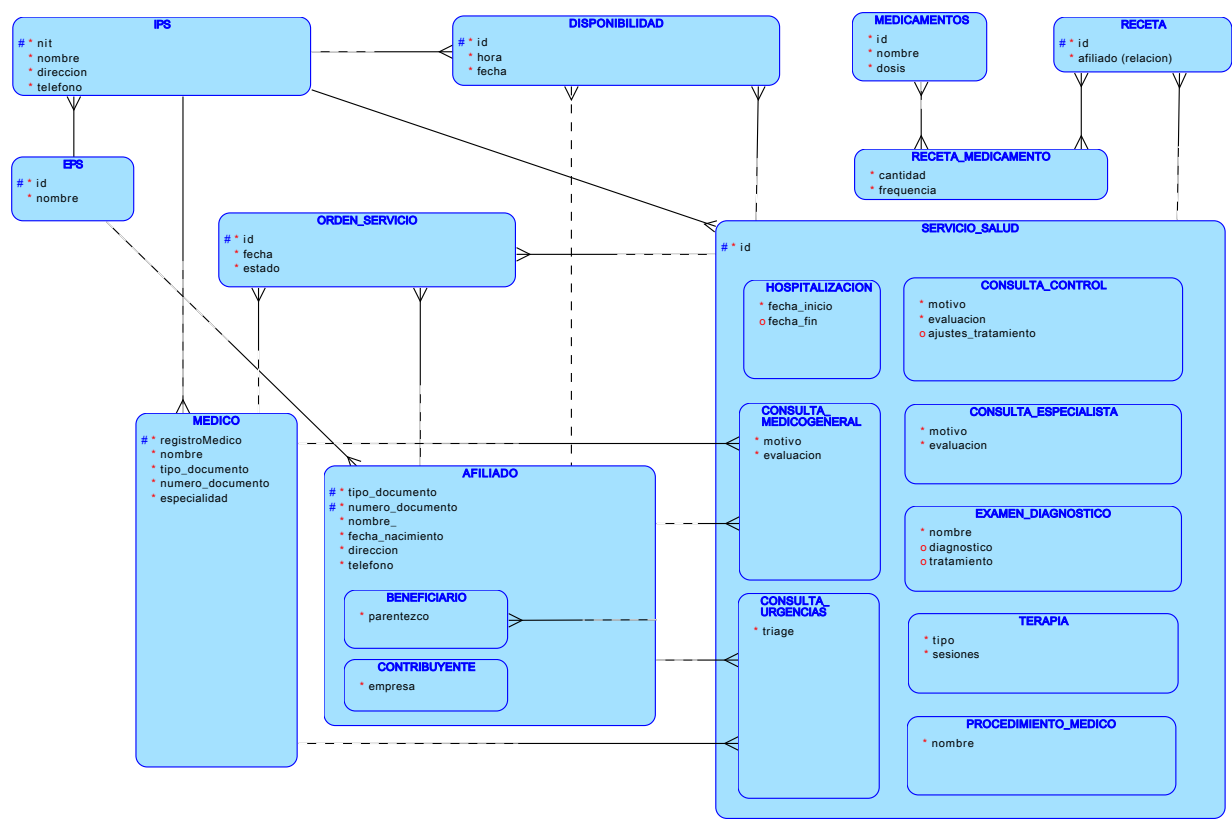 IPS
# * nit
* nombre
* direccion
* telefono
DISPONIBILIDAD
# * id
* hora
* fecha
MEDICAMENTOS
* id
* nombre
* dosis
RECETA
# * id
* afiliado (relacion)
EPS
# * id
* nombre
RECETA_MEDICAMENTO
* cantidad
* frequencia
ORDEN_SERVICIO
# * id
* fecha
* estado
SERVICIO_SALUD
# * id
HOSPITALIZACION
* fecha_inicio
o fecha_fin
CONSULTA_CONTROL
* motivo
* evaluacion
o ajustes_tratamiento
MEDICO
# * registroMedico
* nombre
* tipo_documento
* numero_documento
* especialidad
CONSULTA_
MEDICOGENERAL
* motivo
* evaluacion
CONSULTA_ESPECIALISTA
* motivo
* evaluacion
AFILIADO
# * tipo_documento
# * numero_documento
* nombre_
* fecha_nacimiento
* direccion
* telefono
EXAMEN_DIAGNOSTICO
* nombre
o diagnostico
o tratamiento
BENEFICIARIO
* parentezco
CONSULTA_
URGENCIAS
* triage
TERAPIA
* tipo
* sesiones
CONTRIBUYENTE
* empresa
PROCEDIMIENTO_MEDICO
* nombre